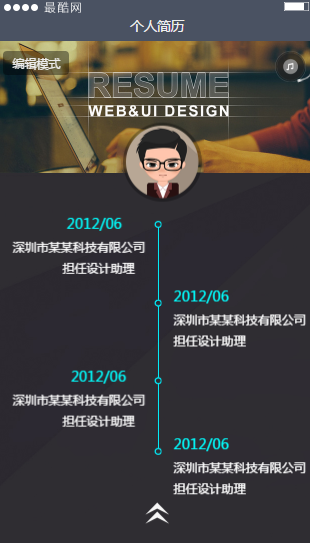 最酷网
个人简历
编辑模式
RESUME
WEB&UI DESIGN
2012/06
深圳市某某科技有限公司
担任设计助理
2012/06
深圳市某某科技有限公司
担任设计助理
2012/06
深圳市某某科技有限公司
担任设计助理
2012/06
深圳市某某科技有限公司
担任设计助理